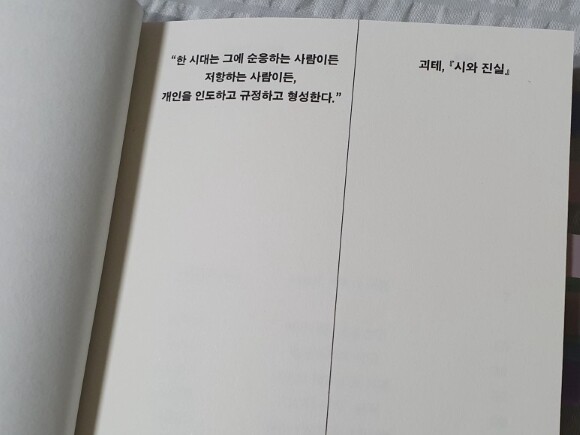 “한 시대는 그에 순응하는 사람이든
저항하는 사람이든,
개인을 인도하고 규정하고 형성한다.”
괴테, 『시와 진실』